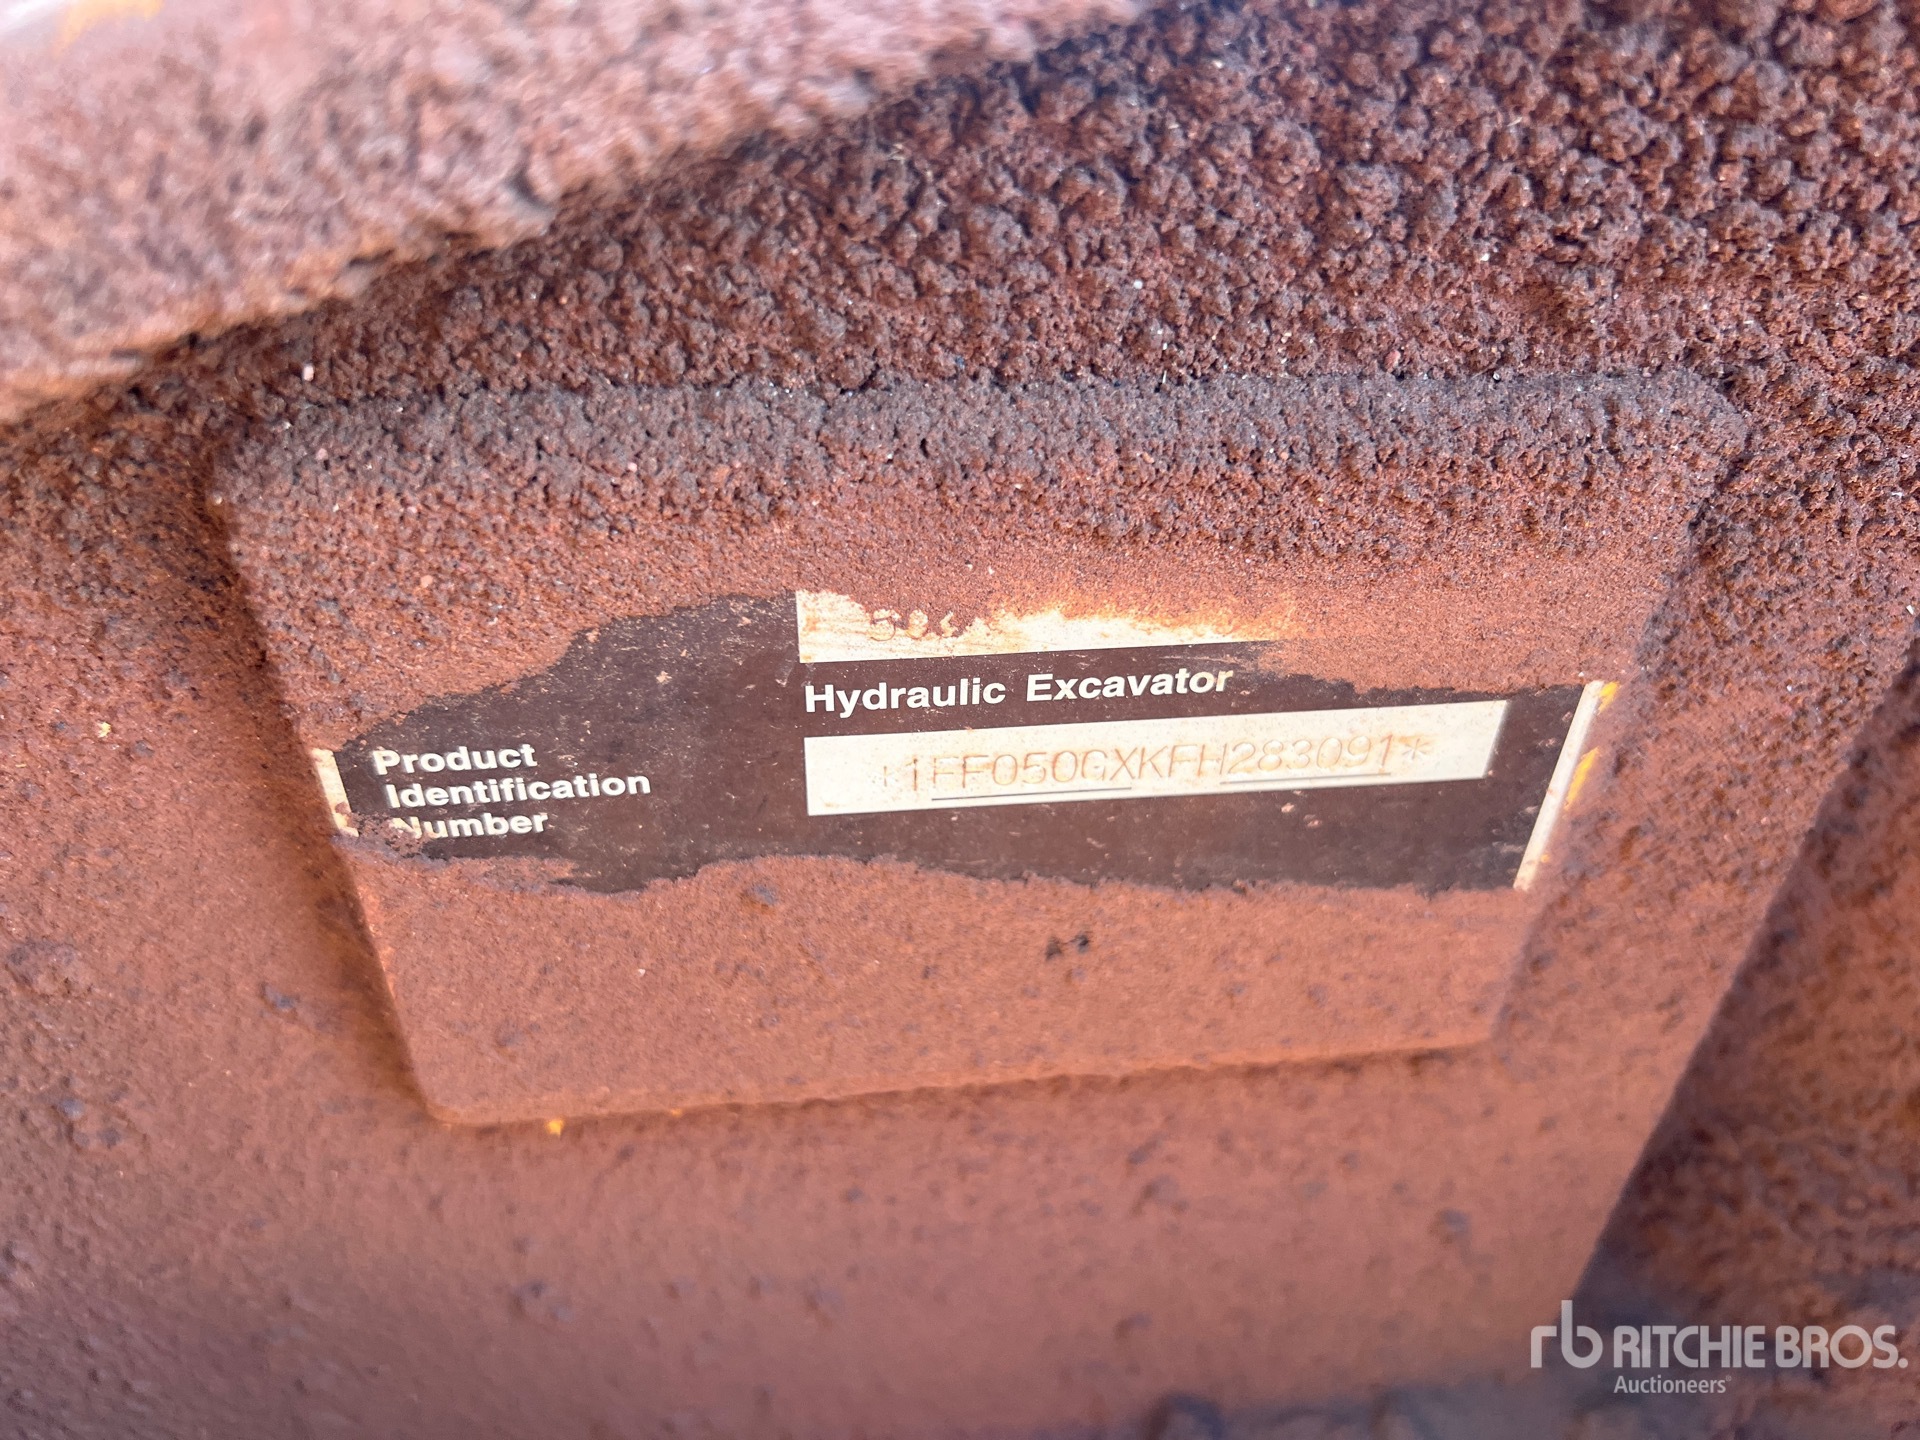 Hydraulic Excavator
Product
Identification
Number
*1FF050GXKFH283091*
RITCHIE BROS.
Auctioneers